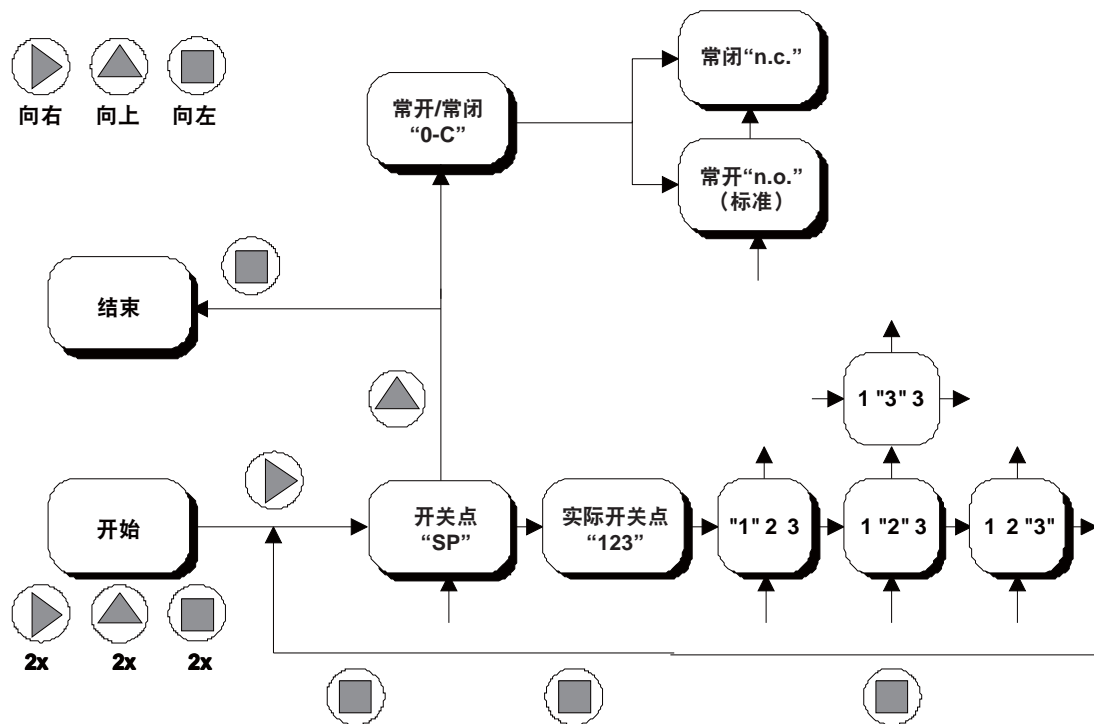 向右 向上 向左
常闭“n.c.”
常开/常闭
“0-C”
常开“n.o.”
（标准）
结束
1 "3" 3
开始
开关点
“SP”
实际开关点
“123”
"1" 2 3
1 "2" 3
1 2 "3"
2x 2x 2x